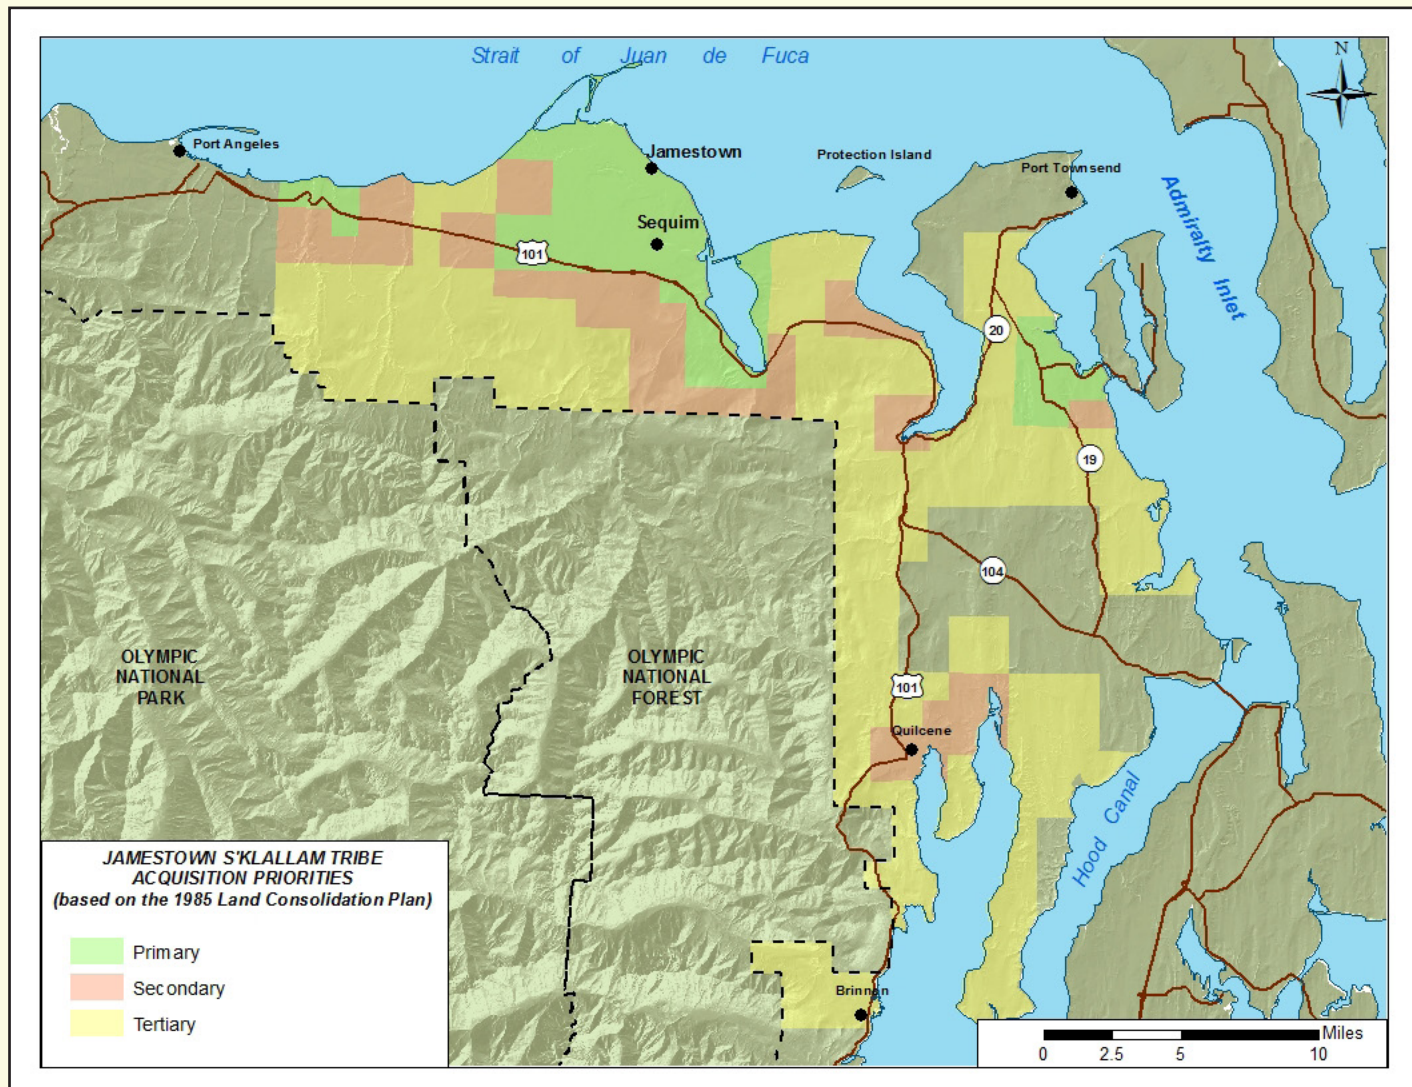 Strait of Juan de Fuca
N
Port Angeles
Jamestown
Protection Island
Port Townsend
Sequim
101
Admiralty Inlet
20
19
104
OLYMPIC
NATIONAL
PARK
OLYMPIC
NATIONAL
FOREST
101
Quilcene
Hood Canal
Brinnon
JAMESTOWN S'KLALLAM TRIBE
ACQUISITION PRIORITIES
(based on the 1985 Land Consolidation Plan)
Primary
Secondary
Tertiary
Miles
0 2.5 5 10